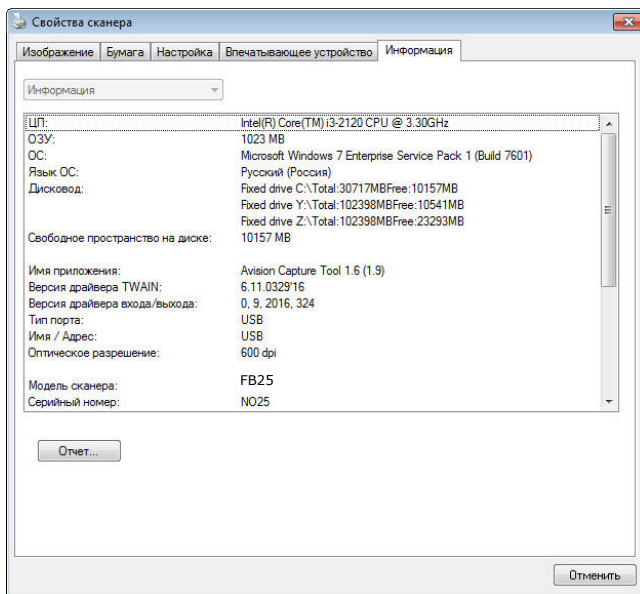 Свойства сканера
Изображение Бумага Настройка Впечатывающее устройство Информация
Информация
ЦП: Intel(R) Core(TM) i3-2120 CPU @ 3.30GHz
ОЗУ: 1023 MB
ОС: Microsoft Windows 7 Enterprise Service Pack 1 (Build 7601)
Язык ОС: Русский (Россия)
Дисковод: Fixed drive C:\Total:30717MBFree:10157MB
Fixed drive Y:\Total:102398MBFree:10541MB
Fixed drive Z:\Total:102398MBFree:23293MB
Свободное пространство на диске: 10157 MB
Имя приложения: Avision Capture Tool 1.6 (1.9)
Версия драйвера TWAIN: 6.11.0329'16
Версия драйвера входа/выхода: 0, 9, 2016, 324
Тип порта: USB
Имя / Адрес: USB
Оптическое разрешение: 600 dpi
Модель сканера: FB25
Серийный номер: NO25
Отчет...
Отменить